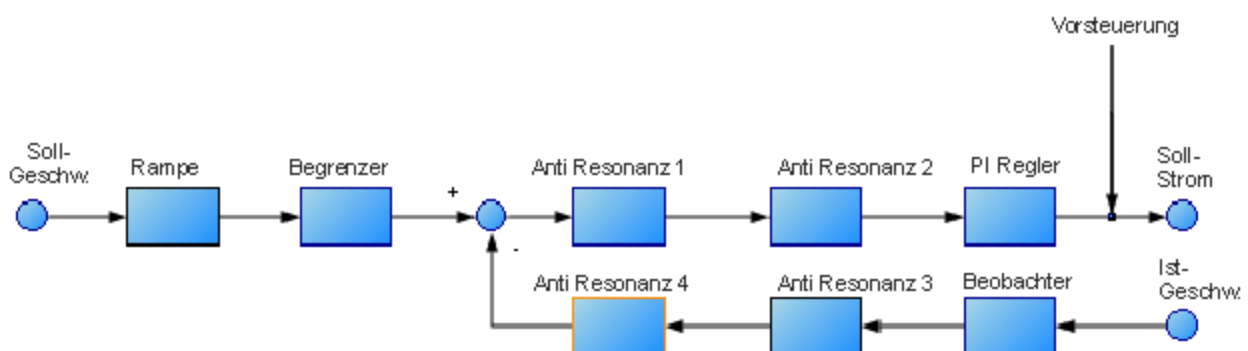 Vorsteuerung
Soll-
Geschw.
Rampe
Begrenzer
+
Anti Resonanz 1
Anti Resonanz 2
PI Regler
Soll-
Strom
-
Anti Resonanz 4
Anti Resonanz 3
Beobachter
Ist-
Geschw.